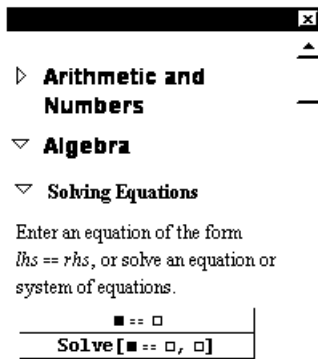 Arithmetic and
Numbers
Algebra
Solving Equations
Enter an equation of the form
lhs == rhs, or solve an equation or
system of equations.
■ == □
Solve[■ == □, □]